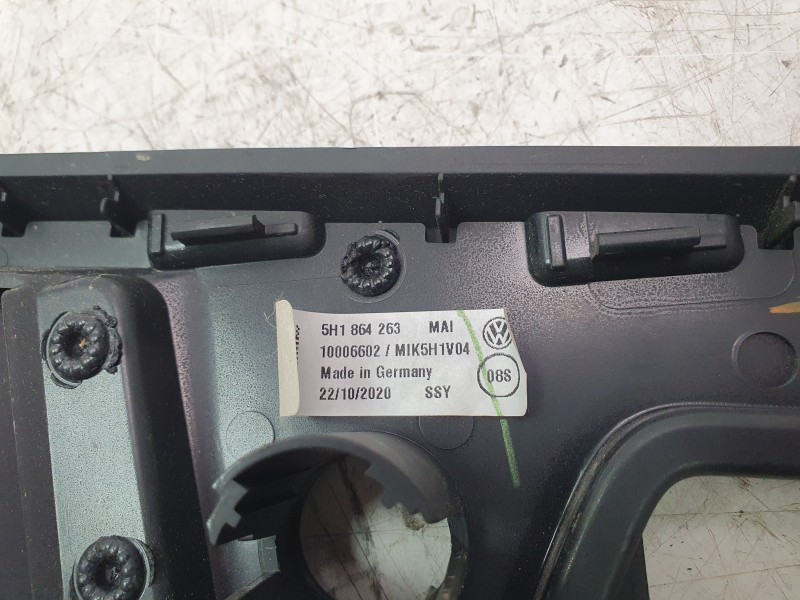 5H1 864 263 MAI
10006602 / MIK5H1V04
Made in Germany 08S
22/10/2020 SSY